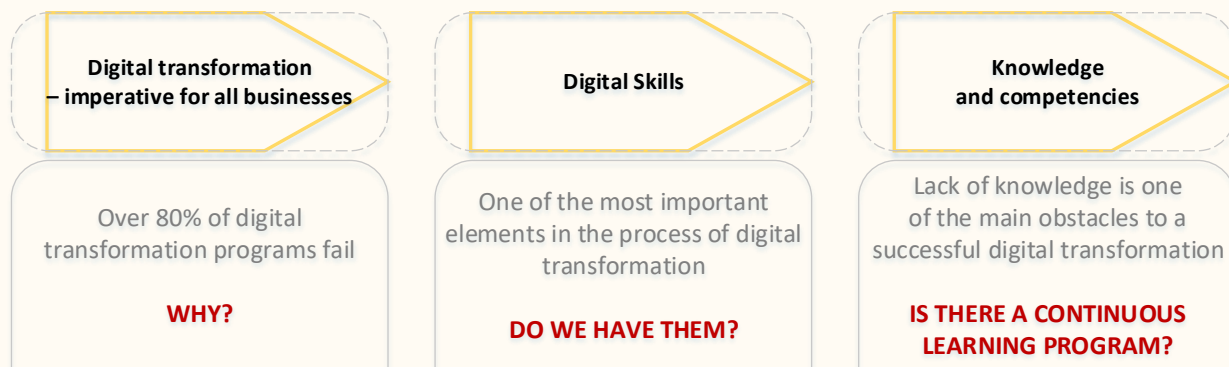 Digital transformation
– imperative for all businesses
Over 80% of digital
transformation programs fail
WHY?
Digital Skills
One of the most important
elements in the process of digital
transformation
DO WE HAVE THEM?
Knowledge
and competencies
Lack of knowledge is one
of the main obstacles to a
successful digital transformation
IS THERE A CONTINUOUS
LEARNING PROGRAM?